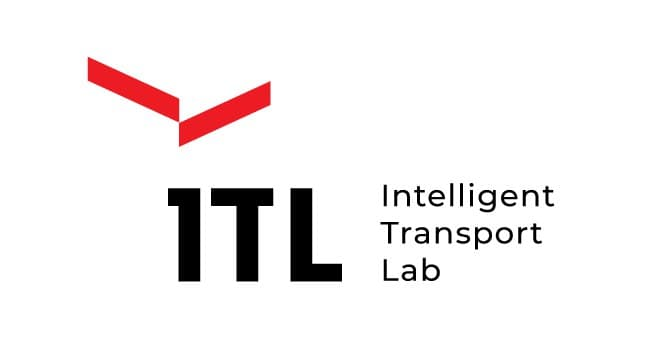 ITL
Intelligent
Transport
Lab